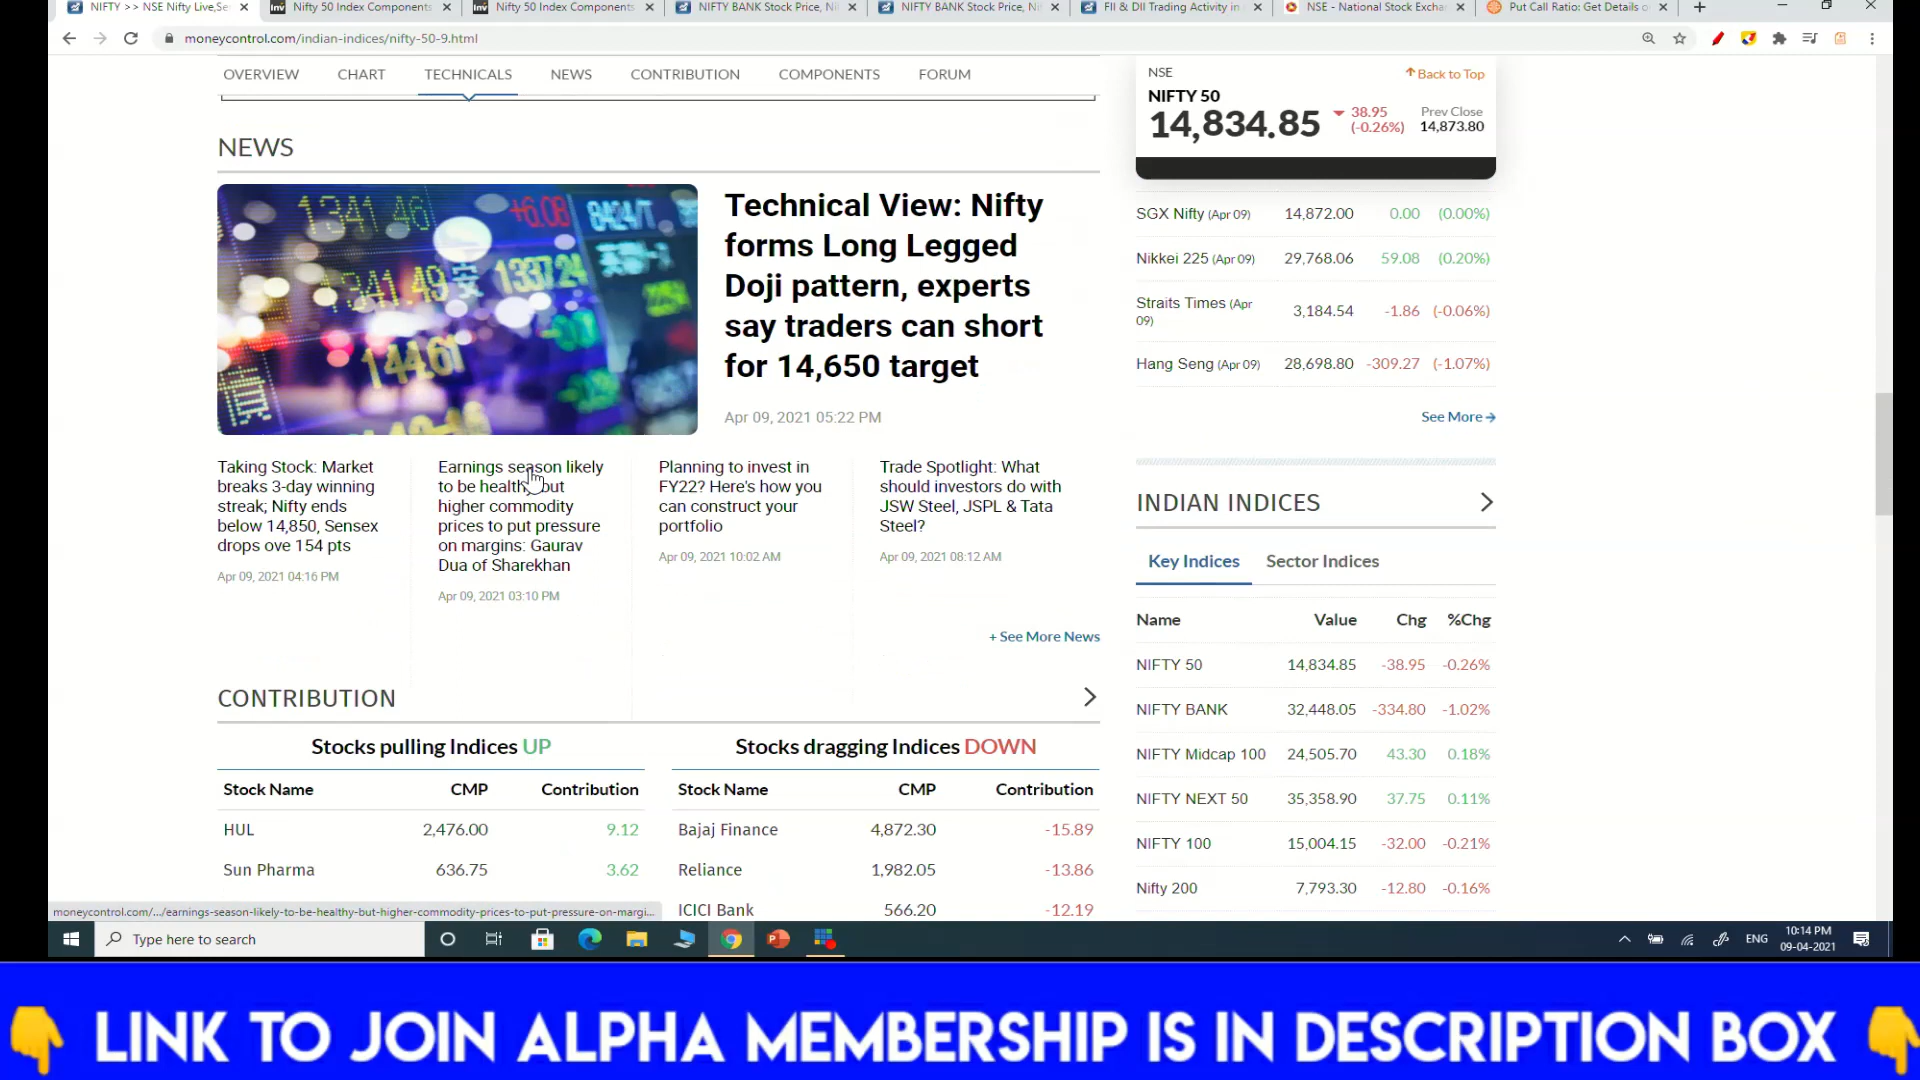 NIFTY >> NSE Nifty Live,Se
Nifty 50 Index Components
Nifty 50 Index Components
NIFTY BANK Stock Price, Ni
NIFTY BANK Stock Price, Ni
FII & DII Trading Activity in
NSE - National Stock Exchan
Put Call Ratio: Get Details o
moneycontrol.com/indian-indices/nifty-50-9.html
OVERVIEW CHART TECHNICALS NEWS CONTRIBUTION COMPONENTS FORUM
NSE
Back to Top
NIFTY 50
14,834.85
38.95
(-0.26%)
Prev Close
14,873.80
NEWS
Technical View: Nifty
forms Long Legged
Doji pattern, experts
say traders can short
for 14,650 target
Apr 09, 2021 05:22 PM
Taking Stock: Market
breaks 3-day winning
streak; Nifty ends
below 14,850, Sensex
drops ove 154 pts
Apr 09, 2021 04:16 PM
Earnings season likely
to be healthy but
higher commodity
prices to put pressure
on margins: Gaurav
Dua of Sharekhan
Apr 09, 2021 03:10 PM
Planning to invest in
FY22? Here's how you
can construct your
portfolio
Apr 09, 2021 10:02 AM
Trade Spotlight: What
should investors do with
JSW Steel, JSPL & Tata
Steel?
Apr 09, 2021 08:12 AM
+ See More News
SGX Nifty (Apr 09) 14,872.00 0.00 (0.00%)
Nikkei 225 (Apr 09) 29,768.06 59.08 (0.20%)
Straits Times (Apr
09) 3,184.54 -1.86 (-0.06%)
Hang Seng (Apr 09) 28,698.80 -309.27 (-1.07%)
See More
INDIAN INDICES
Key Indices Sector Indices
Name Value Chg %Chg
NIFTY 50 14,834.85 -38.95 -0.26%
NIFTY BANK 32,448.05 -334.80 -1.02%
NIFTY Midcap 100 24,505.70 43.30 0.18%
NIFTY NEXT 50 35,358.90 37.75 0.11%
NIFTY 100 15,004.15 -32.00 -0.21%
Nifty 200 7,793.30 -12.80 -0.16%
CONTRIBUTION
Stocks pulling Indices UP
Stock Name CMP Contribution
HUL 2,476.00 9.12
Sun Pharma 636.75 3.62
Stocks dragging Indices DOWN
Stock Name CMP Contribution
Bajaj Finance 4,872.30 -15.89
Reliance 1,982.05 -13.86
ICICI Bank 566.20 -12.19
moneycontrol.com/.../earnings-season-likely-to-be-healthy-but-higher-commodity-prices-to-put-pressure-on-margi...
Type here to search
ENG
10:14 PM
09-04-2021
LINK TO JOIN ALPHA MEMBERSHIP IS IN DESCRIPTION BOX